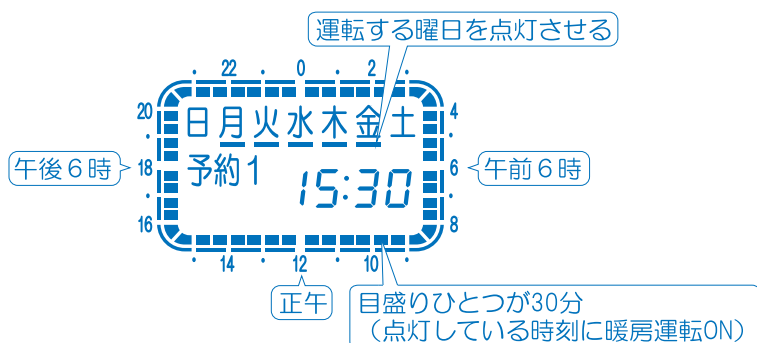 運転する曜日を点灯させる
・ 22 ・ 0 ・ 2 ・
20 日月火水木金土 4
・ ・
午後6時 18 予約1 15:30 6 午前6時
・ ・
16 8
・ 14 ・ 12 ・ 10 ・
正午
目盛りひとつが30分
（点灯している時刻に暖房運転ON）